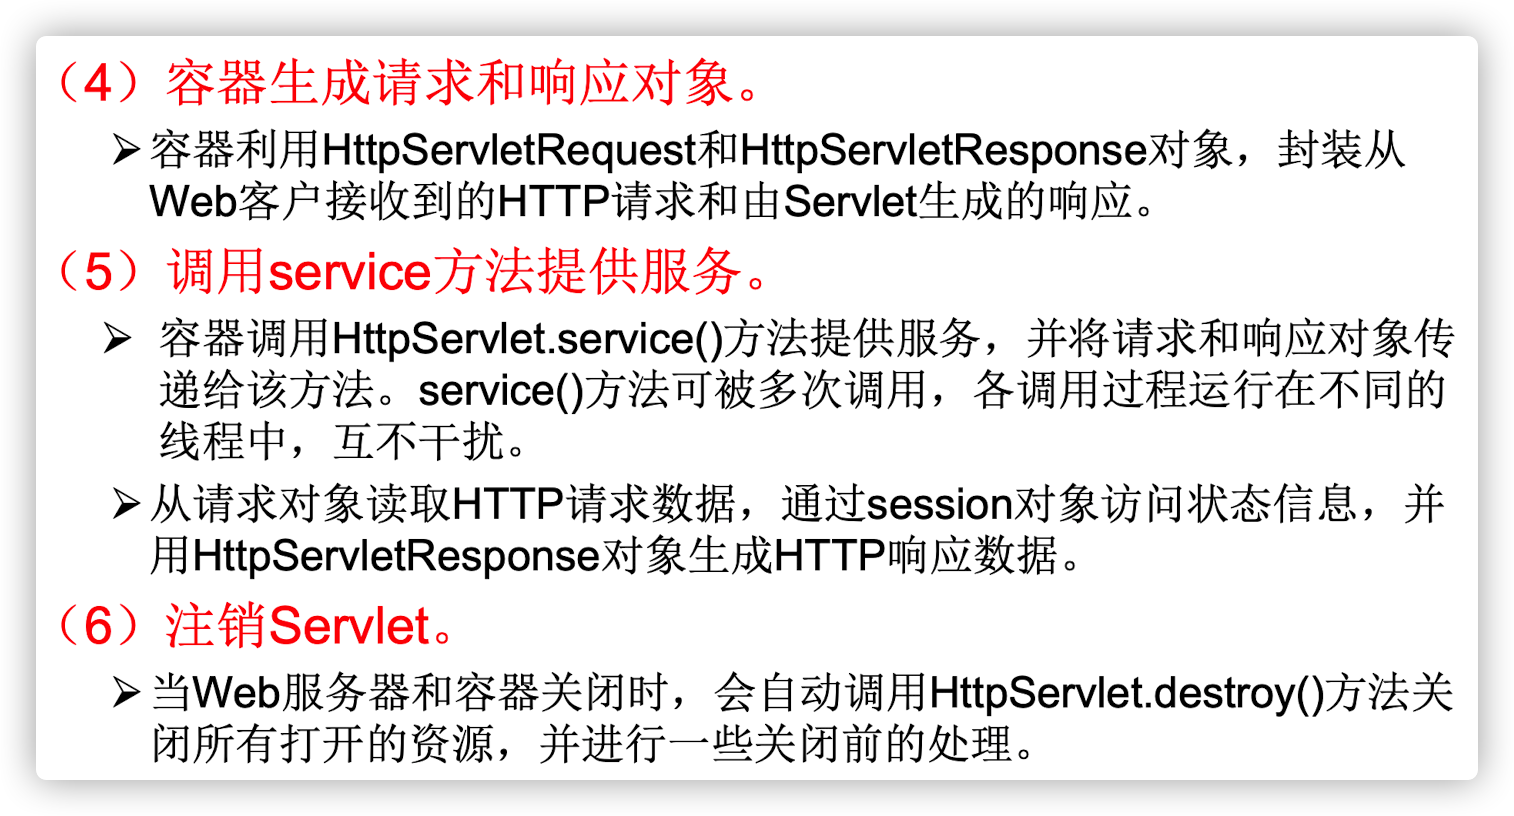 （4）容器生成请求和响应对象。
➢容器利用HttpServletRequest和HttpServletResponse对象，封装从
Web客户接收到的HTTP请求和由Servlet生成的响应。
（5）调用service方法提供服务。
➢ 容器调用HttpServlet.service()方法提供服务，并将请求和响应对象传
递给该方法。service()方法可被多次调用，各调用过程运行在不同的
线程中，互不干扰。
➢从请求对象读取HTTP请求数据，通过session对象访问状态信息，并
用HttpServletResponse对象生成HTTP响应数据。
（6）注销Servlet。
➢当Web服务器和容器关闭时，会自动调用HttpServlet.destroy()方法关
闭所有打开的资源，并进行一些关闭前的处理。